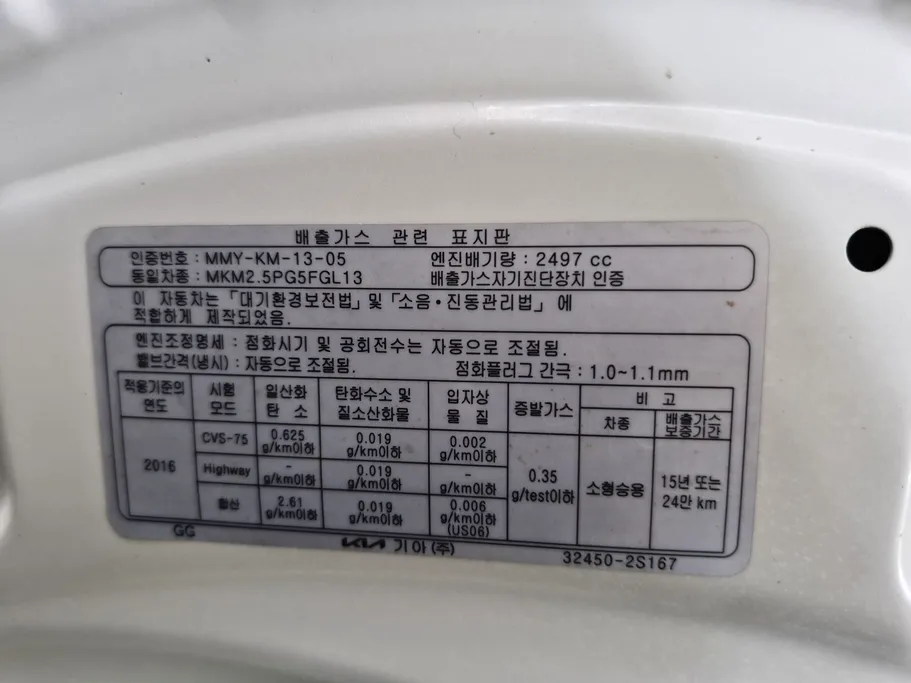 배출가스 관련 표지판
인증번호 : MMY-KM-13-05 엔진배기량 : 2497 cc
동일차종 : MKM2.5PG5FGL13 배출가스자기진단장치 인증
이 자동차는 「대기환경보전법」 및 「소음·진동관리법」 에
적합하게 제작되었음.
엔진조정명세 : 점화시기 및 공회전수는 자동으로 조절됨.
밸브간격(냉시) : 자동으로 조절됨. 점화플러그 간극 : 1.0~1.1mm
적용기준의 시험 일산화 탄화수소 및 입자상 증발가스 비 고
연도 모드 탄 소 질소산화물 물 질 차종 배출가스
보증기간
CVS-75 0.625 0.019 0.002
g/km이하 g/km이하 g/km이하
2016 Highway - 0.019 - 0.35 소형승용 15년 또는
g/km이하 g/km이하 g/km이하 g/test이하 24만 km
합산 2.61 0.019 0.006
g/km이하 g/km이하 g/km이하
(US06)
GG KIA 기아(주) 32450-2S167